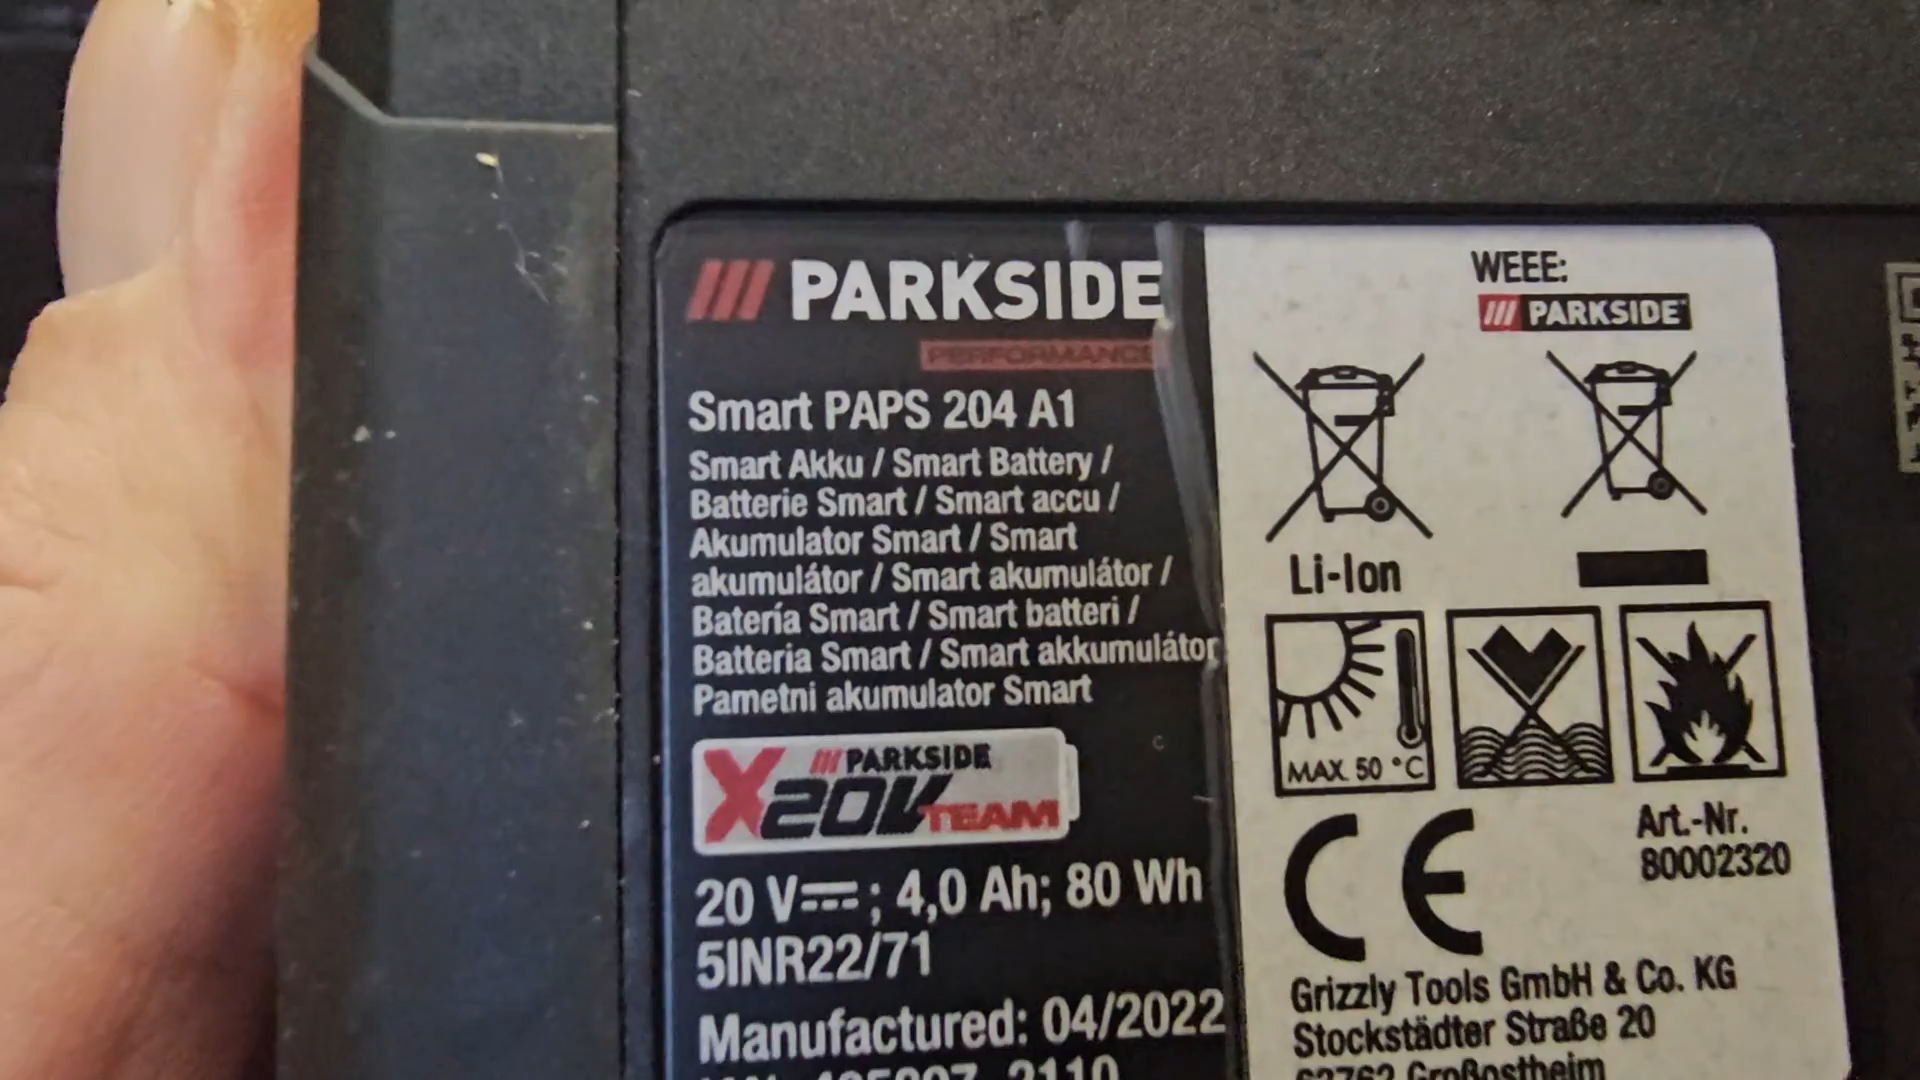 PARKSIDE
PERFORMANCE
Smart PAPS 204 A1
Smart Akku / Smart Battery /
Batterie Smart / Smart accu /
Akumulator Smart / Smart
akumulátor / Smart akumulátor /
Batería Smart / Smart batteri /
Batteria Smart / Smart akkumulátor
Pametni akumulator Smart
PARKSIDE
X20V TEAM
20 V⎓; 4,0 Ah; 80 Wh
5INR22/71
Manufactured: 04/2022
WEEE:
PARKSIDE
Li-Ion
MAX. 50 °C
CE
Art.-Nr.
80002320
Grizzly Tools GmbH & Co. KG
Stockstädter Straße 20
63762 Großostheim